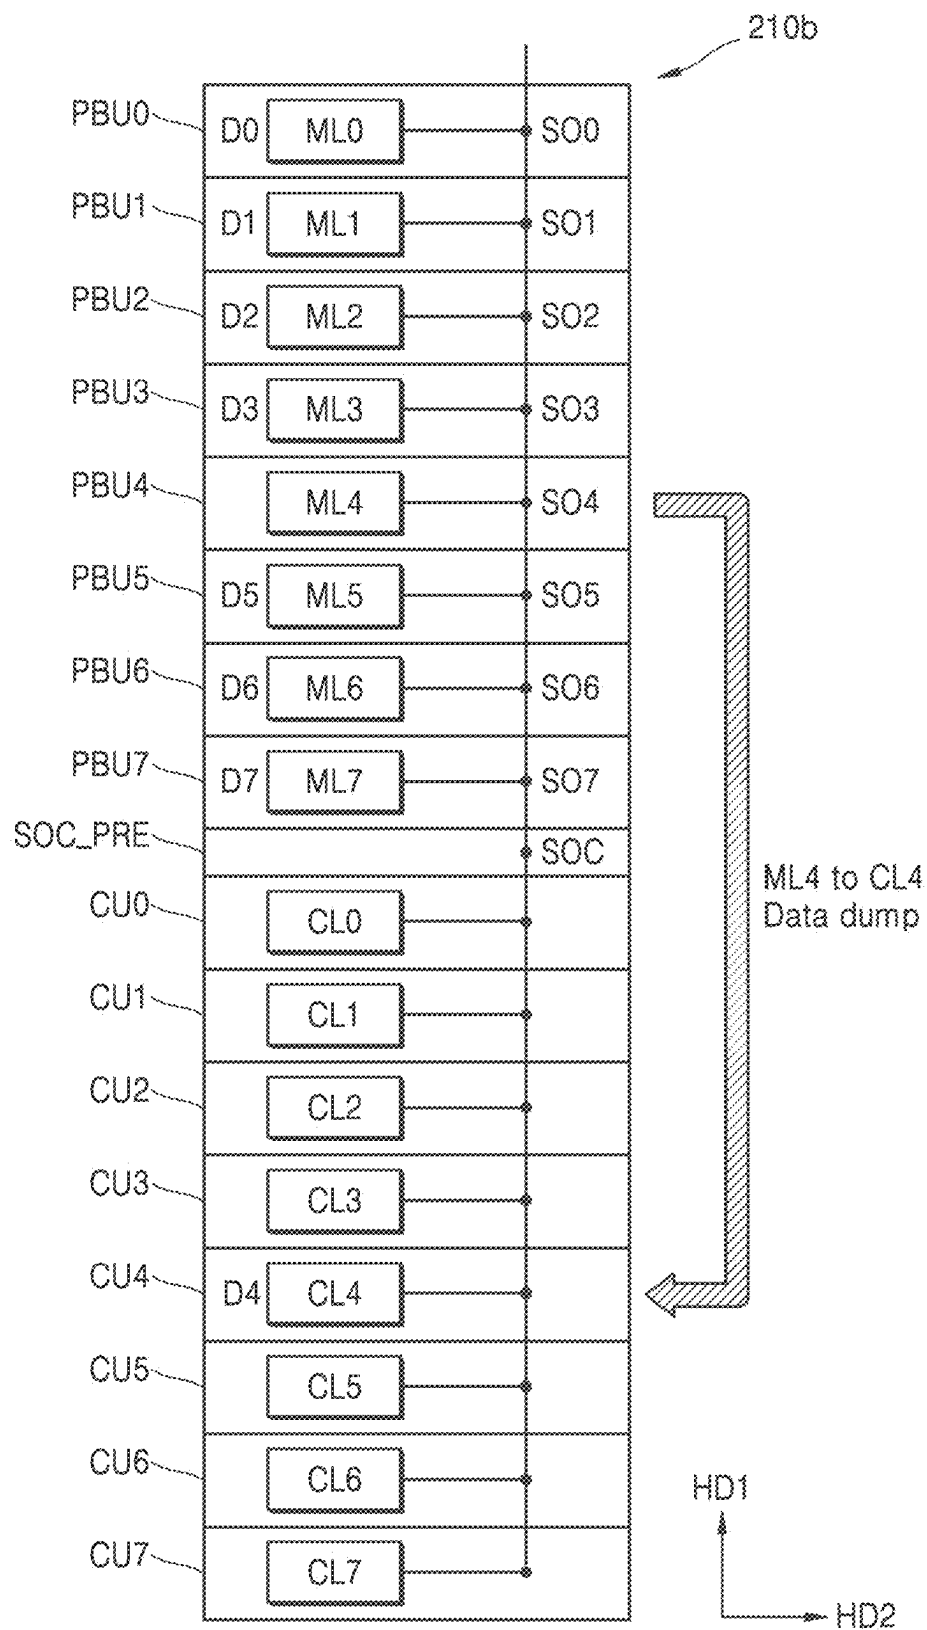 210b
PBU0 D0 ML0 SO0
PBU1 D1 ML1 SO1
PBU2 D2 ML2 SO2
PBU3 D3 ML3 SO3
PBU4 ML4 SO4
PBU5 D5 ML5 SO5
PBU6 D6 ML6 SO6
PBU7 D7 ML7 SO7
SOC_PRE SOC
ML4 to CL4
Data dump
CU0 CL0
CU1 CL1
CU2 CL2
CU3 CL3
CU4 D4 CL4
CU5 CL5
CU6 CL6
CU7 CL7
HD1
HD2